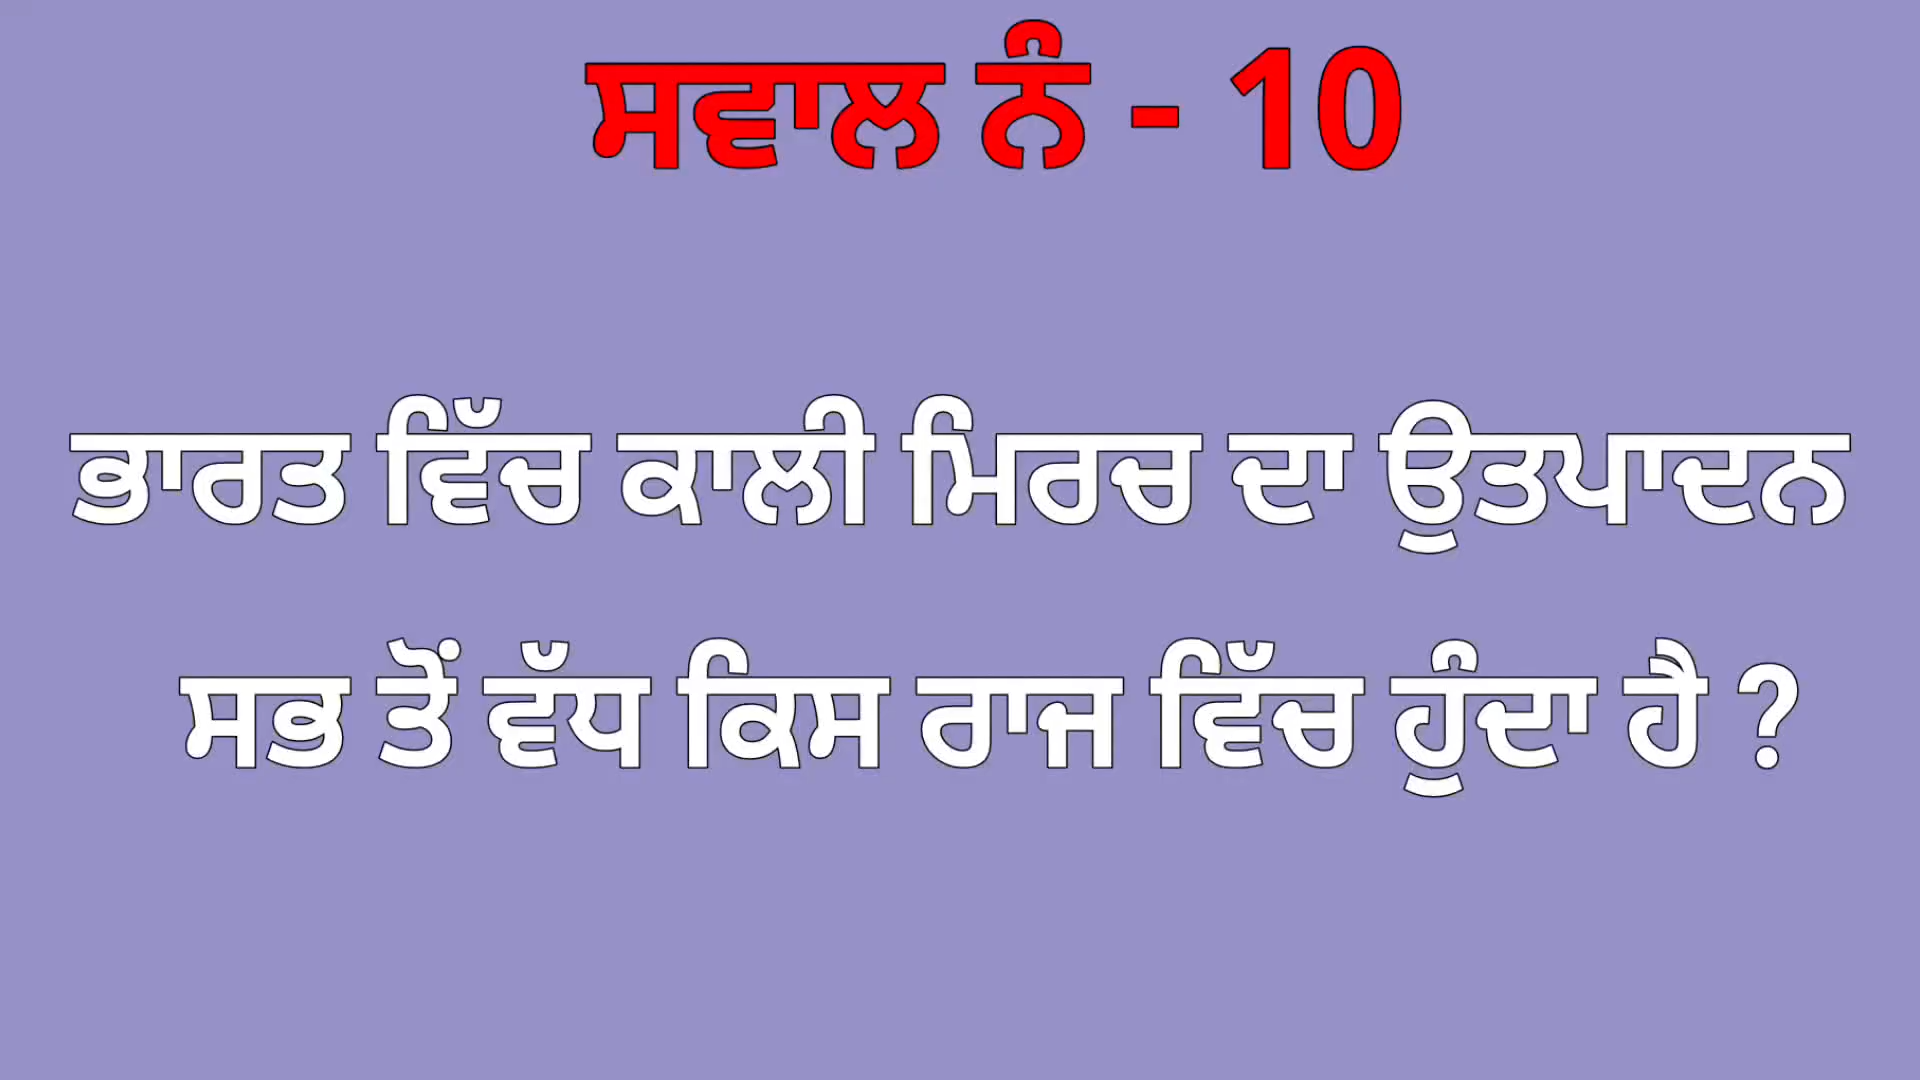 ਸਵਾਲ ਨੰ - 10
ਭਾਰਤ ਵਿੱਚ ਕਾਲੀ ਮਿਰਚ ਦਾ ਉਤਪਾਦਨ
ਸਭ ਤੋਂ ਵੱਧ ਕਿਸ ਰਾਜ ਵਿੱਚ ਹੁੰਦਾ ਹੈ ?